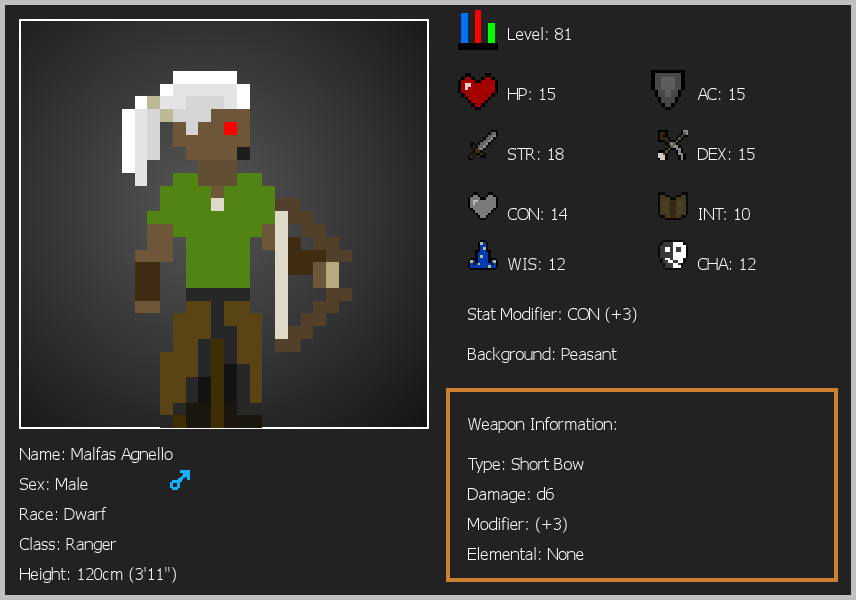 Level: 81
HP: 15
AC: 15
STR: 18
DEX: 15
CON: 14
INT: 10
WIS: 12
CHA: 12
Stat Modifier: CON (+3)
Background: Peasant
Weapon Information:
Type: Short Bow
Damage: d6
Modifier: (+3)
Elemental: None
Name: Malfas Agnello
Sex: Male
Race: Dwarf
Class: Ranger
Height: 120cm (3'11")